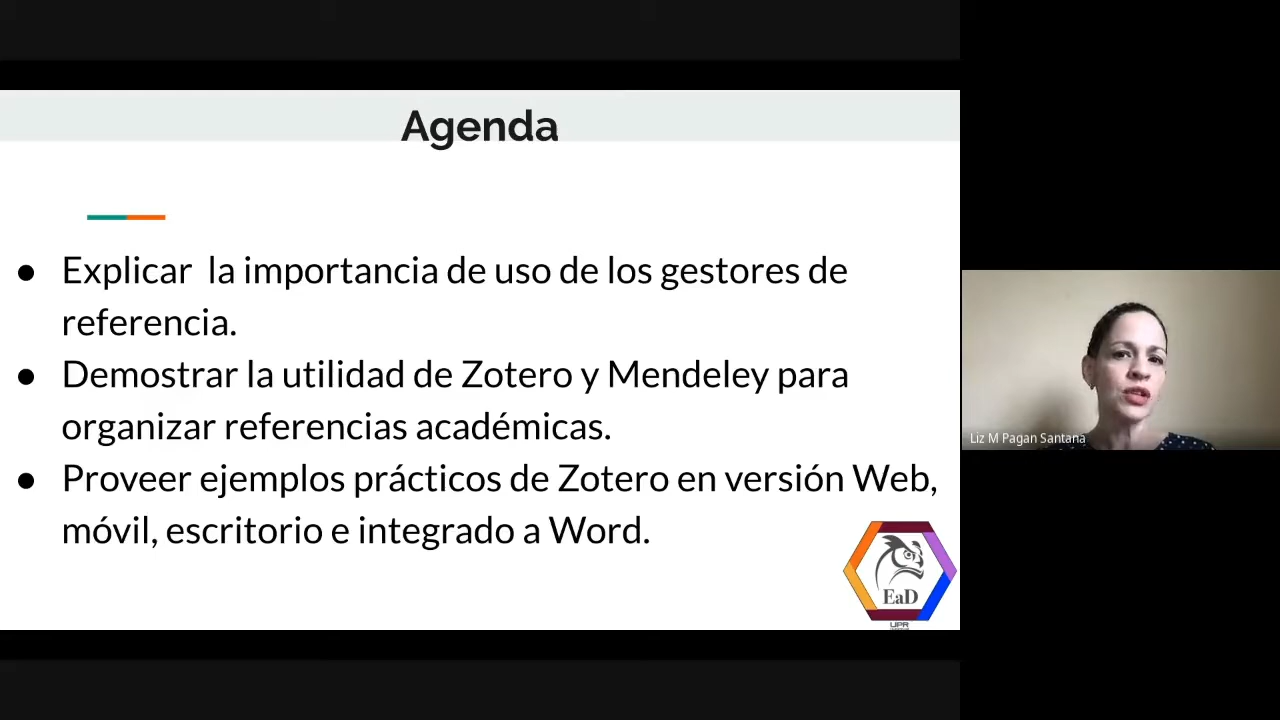 Agenda
● Explicar la importancia de uso de los gestores de
referencia.
● Demostrar la utilidad de Zotero y Mendeley para
organizar referencias académicas.
● Proveer ejemplos prácticos de Zotero en versión Web,
móvil, escritorio e integrado a Word.
EaD
UPR
Liz M Pagan Santana